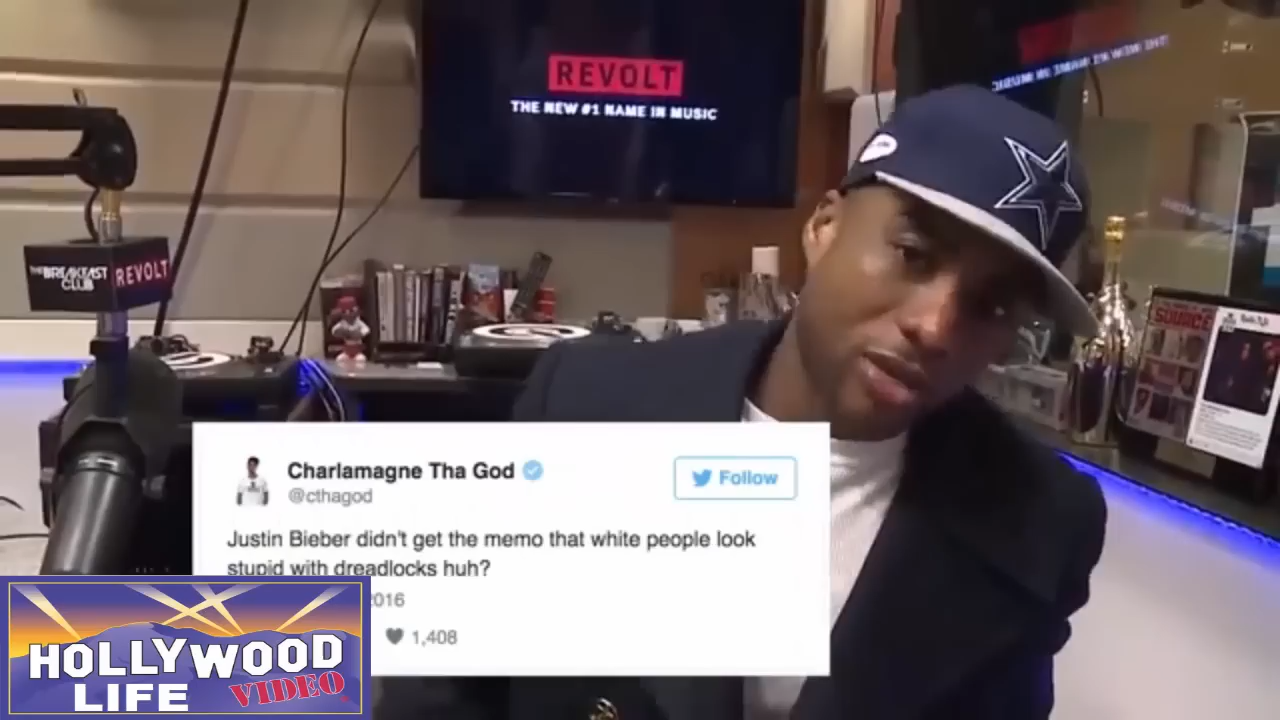 REVOLT
THE NEW #1 NAME IN MUSIC
THE BREAKFAST
CLUB
REVOLT
SOURCE
Charlamagne Tha God
@cthagod
Follow
Justin Bieber didn't get the memo that white people look
stupid with dreadlocks huh?
2016
1,408
HOLLYWOOD
LIFE VIDEO